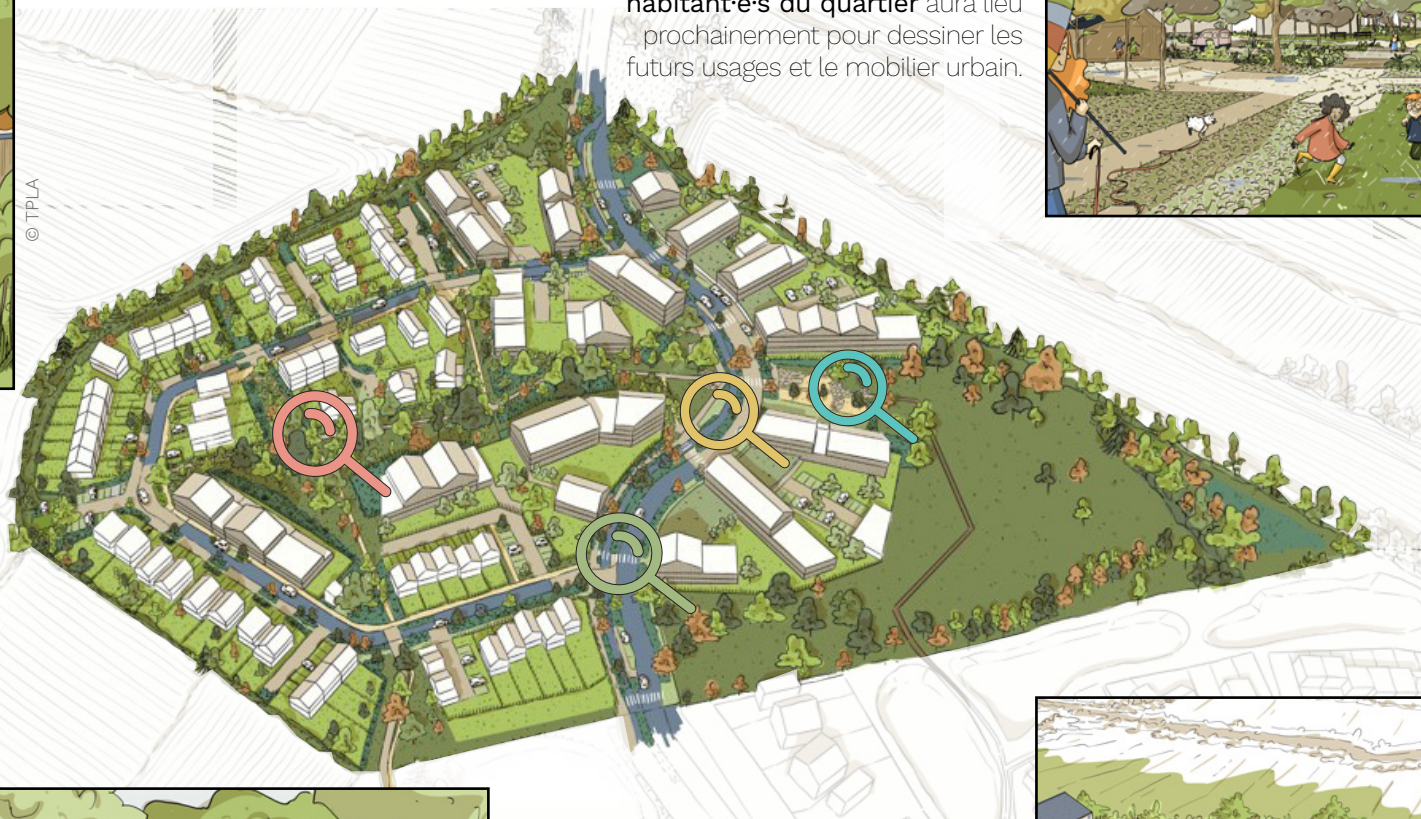 habitant·e·s du quartier aura lieu
prochainement pour dessiner les
futurs usages et le mobilier urbain.
© TPLA